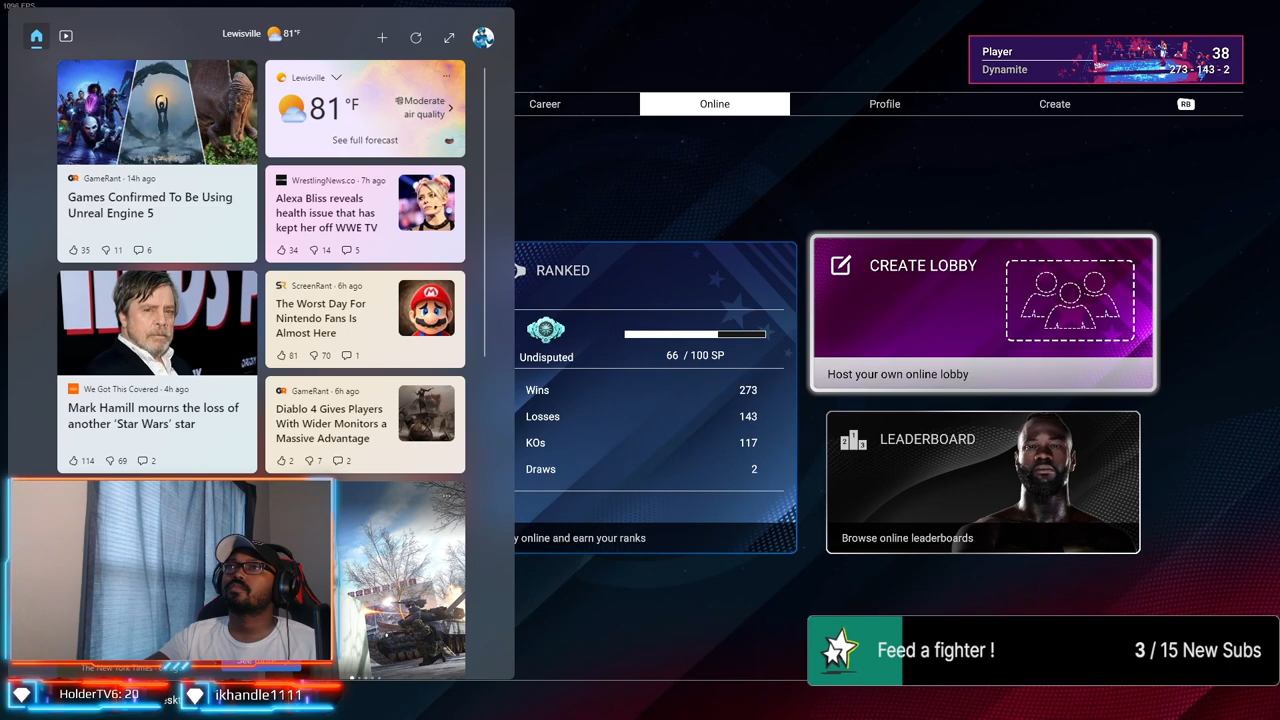 1096 FPS
Lewisville 81°F
GameRant · 14h ago
Games Confirmed To Be Using
Unreal Engine 5
35 11 6
Lewisville
81 °F
Moderate
air quality
See full forecast
WrestlingNews.co · 7h ago
Alexa Bliss reveals
health issue that has
kept her off WWE TV
34 14 5
We Got This Covered · 4h ago
Mark Hamill mourns the loss of
another ‘Star Wars’ star
114 69 2
ScreenRant · 6h ago
The Worst Day For
Nintendo Fans Is
Almost Here
81 70 1
GameRant · 6h ago
Diablo 4 Gives Players
With Wider Monitors a
Massive Advantage
2 7 2
The New York Times
HolderTV6: 20
ikhandle1111
Player 38
Dynamite 273 - 143 - 2
Career Online Profile Create RB
RANKED
Undisputed
66 / 100 SP
Wins 273
Losses 143
KOs 117
Draws 2
y online and earn your ranks
CREATE LOBBY
Host your own online lobby
LEADERBOARD
Browse online leaderboards
Feed a fighter ! 3 / 15 New Subs